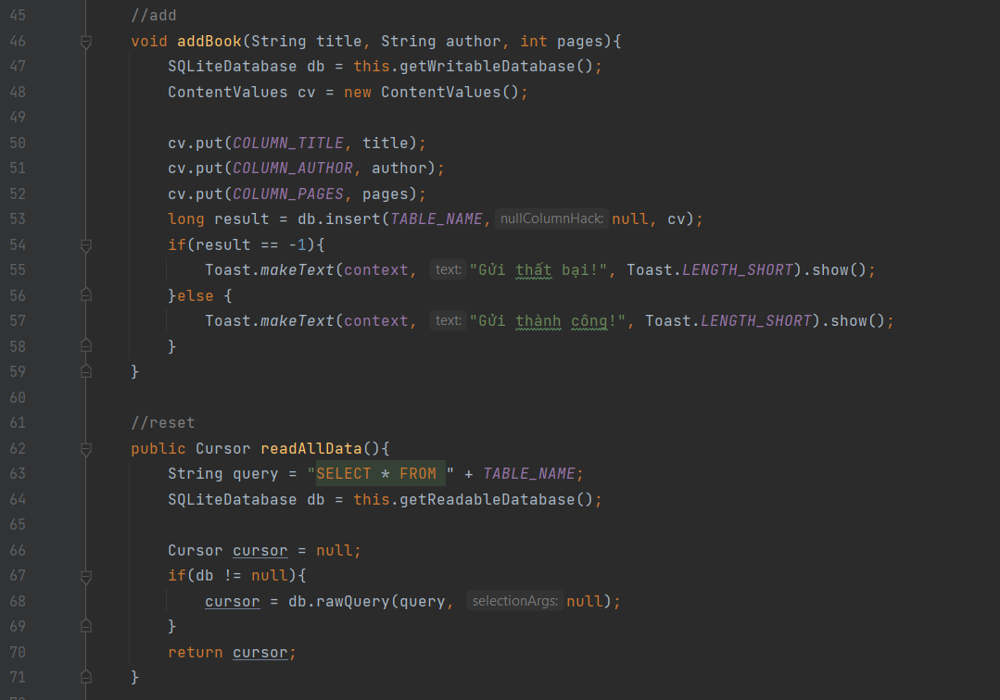 45 //add
46 void addBook(String title, String author, int pages){
47 SQLiteDatabase db = this.getWritableDatabase();
48 ContentValues cv = new ContentValues();
49
50 cv.put(COLUMN_TITLE, title);
51 cv.put(COLUMN_AUTHOR, author);
52 cv.put(COLUMN_PAGES, pages);
53 long result = db.insert(TABLE_NAME, nullColumnHack: null, cv);
54 if(result == -1){
55 Toast.makeText(context, text: "Gửi thất bại!", Toast.LENGTH_SHORT).show();
56 }else {
57 Toast.makeText(context, text: "Gửi thành công!", Toast.LENGTH_SHORT).show();
58 }
59 }
60
61 //reset
62 public Cursor readAllData(){
63 String query = "SELECT * FROM " + TABLE_NAME;
64 SQLiteDatabase db = this.getReadableDatabase();
65
66 Cursor cursor = null;
67 if(db != null){
68 cursor = db.rawQuery(query, selectionArgs: null);
69 }
70 return cursor;
71 }